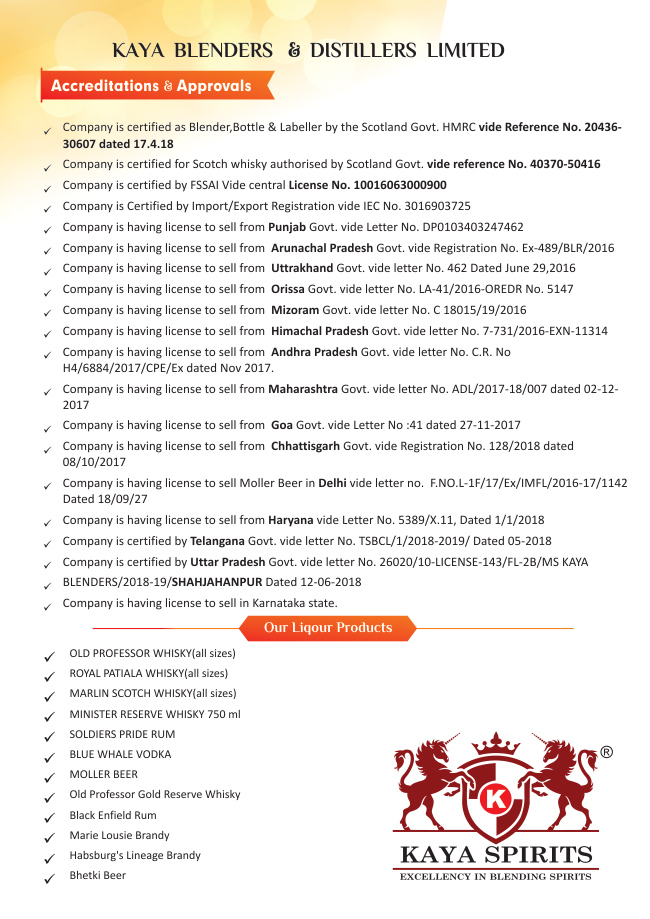 KAYA BLENDERS & DISTILLERS LIMITED
Accreditations & Approvals
Company is certified as Blender,Bottle & Labeller by the Scotland Govt. HMRC vide Reference No. 20436-
30607 dated 17.4.18
Company is certified for Scotch whisky authorised by Scotland Govt. vide reference No. 40370-50416
Company is certified by FSSAI Vide central License No. 10016063000900
Company is Certified by Import/Export Registration vide IEC No. 3016903725
Company is having license to sell from Punjab Govt. vide Letter No. DP0103403247462
Company is having license to sell from Arunachal Pradesh Govt. vide Registration No. Ex-489/BLR/2016
Company is having license to sell from Uttrakhand Govt. vide letter No. 462 Dated June 29,2016
Company is having license to sell from Orissa Govt. vide letter No. LA-41/2016-OREDR No. 5147
Company is having license to sell from Mizoram Govt. vide letter No. C 18015/19/2016
Company is having license to sell from Himachal Pradesh Govt. vide letter No. 7-731/2016-EXN-11314
Company is having license to sell from Andhra Pradesh Govt. vide letter No. C.R. No
H4/6884/2017/CPE/Ex dated Nov 2017.
Company is having license to sell from Maharashtra Govt. vide letter No. ADL/2017-18/007 dated 02-12-
2017
Company is having license to sell from Goa Govt. vide Letter No :41 dated 27-11-2017
Company is having license to sell from Chhattisgarh Govt. vide Registration No. 128/2018 dated
08/10/2017
Company is having license to sell Moller Beer in Delhi vide letter no. F.NO.L-1F/17/Ex/IMFL/2016-17/1142
Dated 18/09/27
Company is having license to sell from Haryana vide Letter No. 5389/X.11, Dated 1/1/2018
Company is certified by Telangana Govt. vide letter No. TSBCL/1/2018-2019/ Dated 05-2018
Company is certified by Uttar Pradesh Govt. vide letter No. 26020/10-LICENSE-143/FL-2B/MS KAYA
BLENDERS/2018-19/SHAHJAHANPUR Dated 12-06-2018
Company is having license to sell in Karnataka state.
Our Liqour Products
OLD PROFESSOR WHISKY(all sizes)
ROYAL PATIALA WHISKY(all sizes)
MARLIN SCOTCH WHISKY(all sizes)
MINISTER RESERVE WHISKY 750 ml
SOLDIERS PRIDE RUM
BLUE WHALE VODKA
MOLLER BEER
Old Professor Gold Reserve Whisky
Black Enfield Rum
Marie Lousie Brandy
Habsburg's Lineage Brandy
Bhetki Beer
®
K
KAYA SPIRITS
EXCELLENCY IN BLENDING SPIRITS